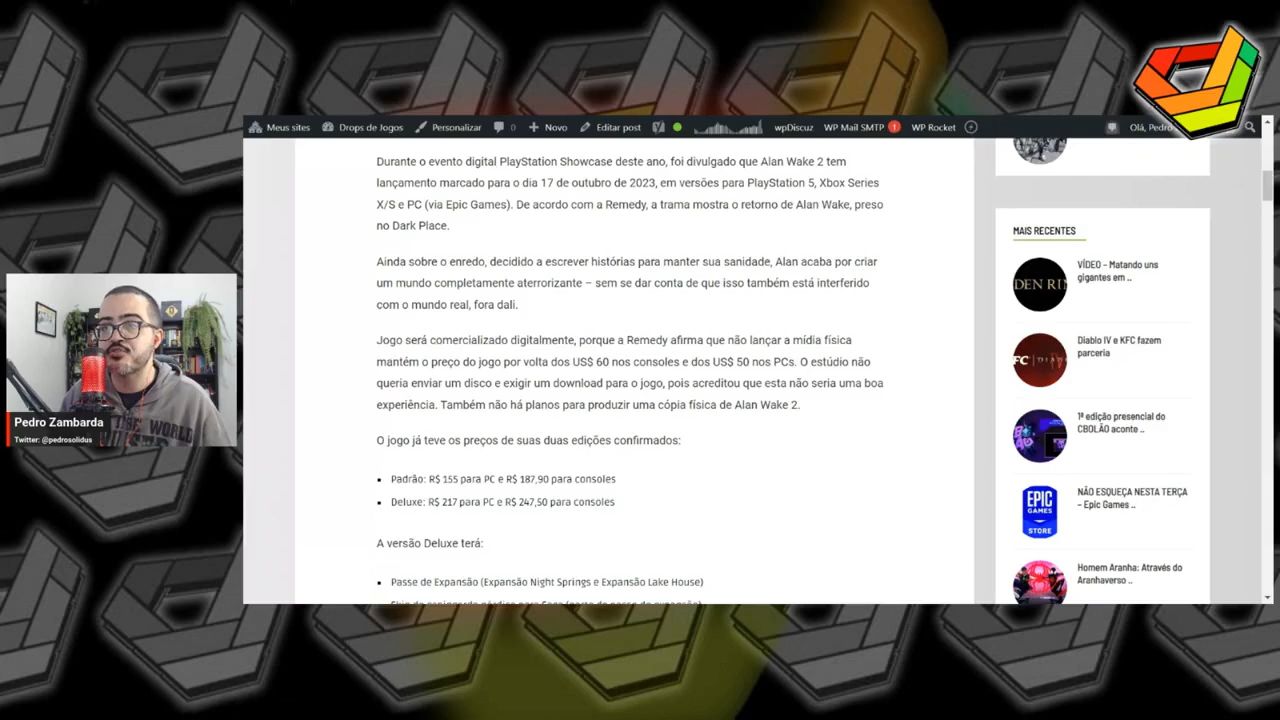 Meus sites
Drops de Jogos
Personalizar
0
Novo
Editar post
wpDiscuz
WP Mail SMTP
WP Rocket
Olá, Pedro
Durante o evento digital PlayStation Showcase deste ano, foi divulgado que Alan Wake 2 tem
lançamento marcado para o dia 17 de outubro de 2023, em versões para PlayStation 5, Xbox Series
X/S e PC (via Epic Games). De acordo com a Remedy, a trama mostra o retorno de Alan Wake, preso
no Dark Place.
Ainda sobre o enredo, decidido a escrever histórias para manter sua sanidade, Alan acaba por criar
um mundo completamente aterrorizante – sem se dar conta de que isso também está interferido
com o mundo real, fora dali.
Jogo será comercializado digitalmente, porque a Remedy afirma que não lançar a mídia física
mantém o preço do jogo por volta dos US$ 60 nos consoles e dos US$ 50 nos PCs. O estúdio não
queria enviar um disco e exigir um download para o jogo, pois acreditou que esta não seria uma boa
experiência. Também não há planos para produzir uma cópia física de Alan Wake 2.
O jogo já teve os preços de suas duas edições confirmados:
▪ Padrão: R$ 155 para PC e R$ 187,90 para consoles
▪ Deluxe: R$ 217 para PC e R$ 247,50 para consoles
A versão Deluxe terá:
▪ Passe de Expansão (Expansão Night Springs e Expansão Lake House)
MAIS RECENTES
DEN RIN
VÍDEO – Matando uns
gigantes em ..
FC DIAB
Diablo IV e KFC fazem
parceria
1ª edição presencial do
CBOLÃO aconte ..
EPIC
GAMES
STORE
NÃO ESQUEÇA NESTA TERÇA
– Epic Games ..
Homem Aranha: Através do
Aranhaverso ..
THE WORLD
Pedro Zambarda
Twitter: @pedrosolidus